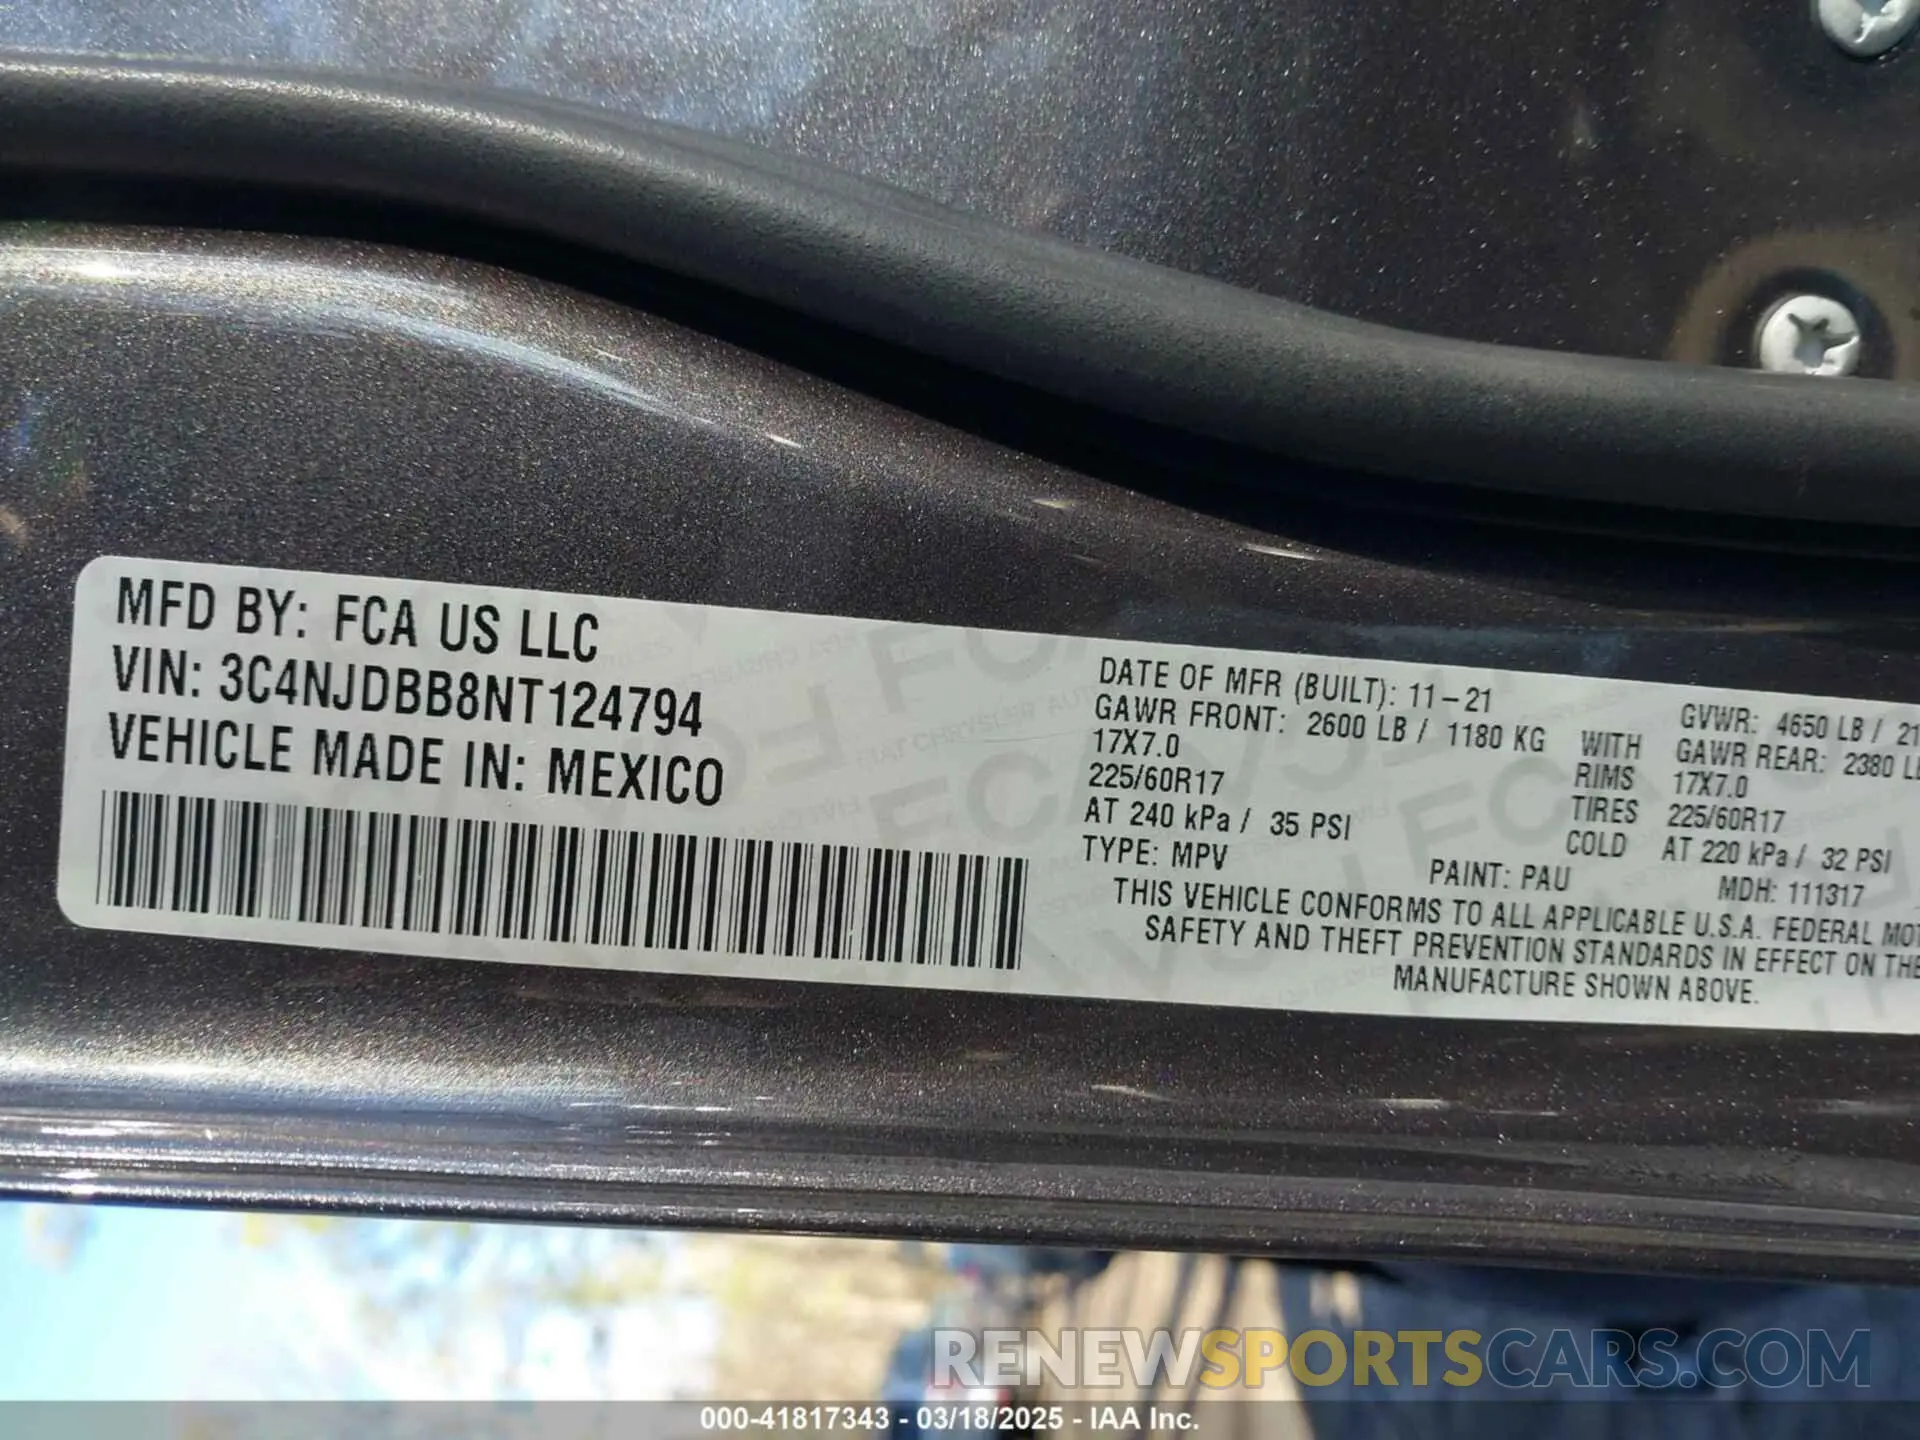 MFD BY: FCA US LLC
VIN: 3C4NJDBB8NT124794
VEHICLE MADE IN: MEXICO
DATE OF MFR (BUILT): 11-21
GVWR: 4650 LB / 21
GAWR FRONT: 2600 LB / 1180 KG WITH GAWR REAR: 2380 LB
17X7.0 RIMS 17X7.0
225/60R17 TIRES 225/60R17
AT 240 kPa / 35 PSI COLD AT 220 kPa / 32 PSI
TYPE: MPV PAINT: PAU MDH: 111317
THIS VEHICLE CONFORMS TO ALL APPLICABLE U.S.A. FEDERAL MOT
SAFETY AND THEFT PREVENTION STANDARDS IN EFFECT ON THE
MANUFACTURE SHOWN ABOVE.
RENEWSPORTSCARS.COM
000-41817343 - 03/18/2025 - IAA Inc.